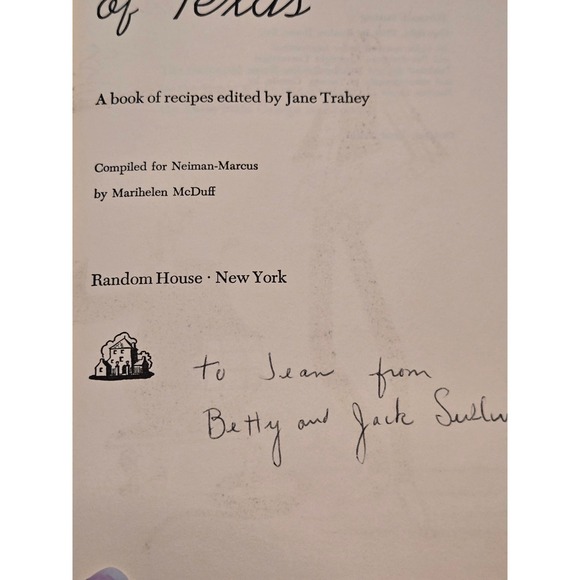 of Texas
A book of recipes edited by Jane Trahey
Compiled for Neiman-Marcus
by Marihelen McDuff
Random House · New York
to Jean from
Betty and Jack